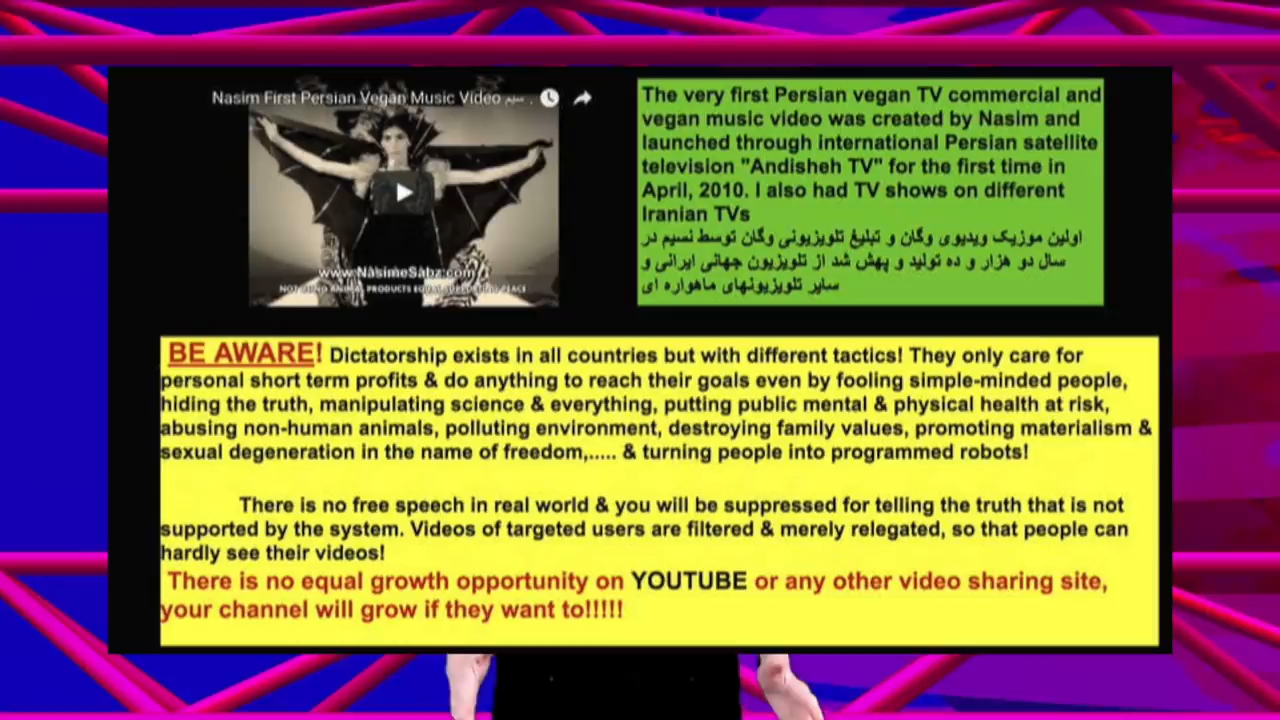 Nasim First Persian Vegan Music Video نسیم ..
www.NasimeSabz.com
NOT USING ANIMAL PRODUCTS EQUAL SUPPORTING PEACE
The very first Persian vegan TV commercial and
vegan music video was created by Nasim and
launched through international Persian satellite
television "Andisheh TV" for the first time in
April, 2010. I also had TV shows on different
Iranian TVs
اولین موزیک ویدیوی وگان و تبلیغ تلویزیونی وگان توسط نسیم در
سال دو هزار و ده تولید و پهش شد از تلویزیون جهانی ایرانی و
سایر تلویزیونهای ماهواره ای
BE AWARE! Dictatorship exists in all countries but with different tactics! They only care for
personal short term profits & do anything to reach their goals even by fooling simple-minded people,
hiding the truth, manipulating science & everything, putting public mental & physical health at risk,
abusing non-human animals, polluting environment, destroying family values, promoting materialism &
sexual degeneration in the name of freedom,..... & turning people into programmed robots!
There is no free speech in real world & you will be suppressed for telling the truth that is not
supported by the system. Videos of targeted users are filtered & merely relegated, so that people can
hardly see their videos!
There is no equal growth opportunity on YOUTUBE or any other video sharing site,
your channel will grow if they want to!!!!!